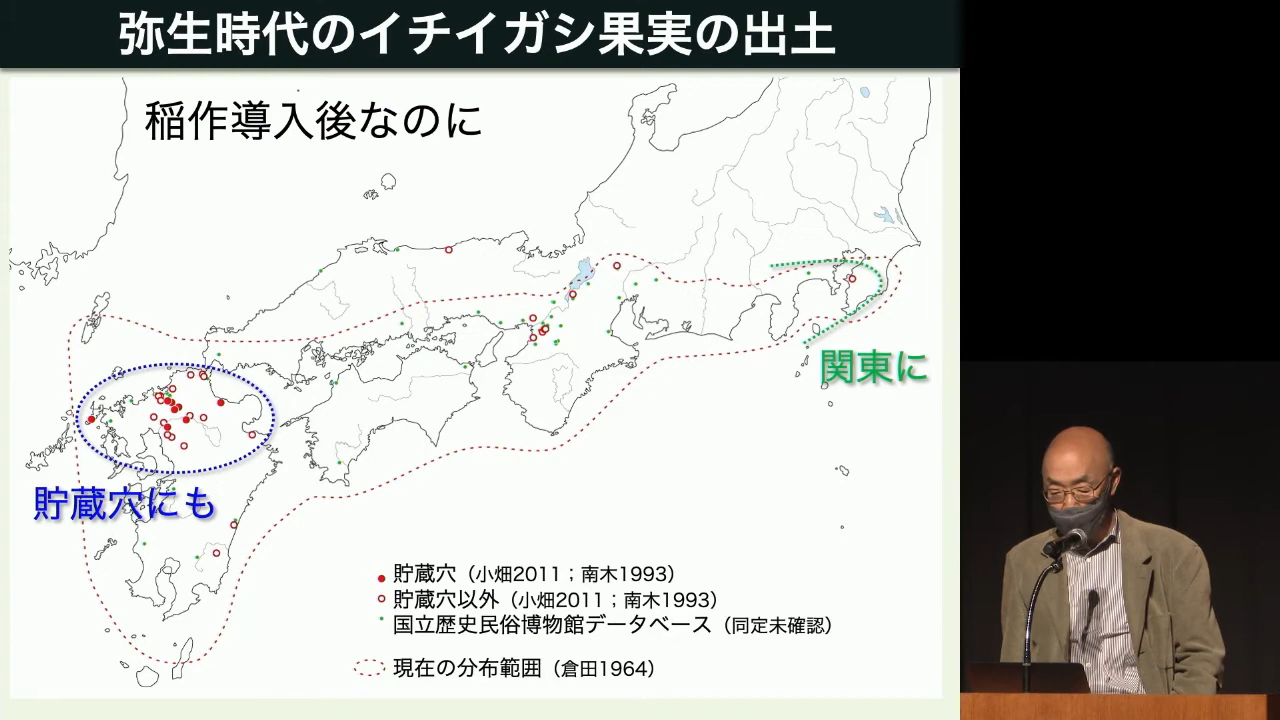 弥生時代のイチイガシ果実の出土
稲作導入後なのに
関東に
貯蔵穴にも
貯蔵穴（小畑2011；南木1993）
貯蔵穴以外（小畑2011；南木1993）
国立歴史民俗博物館データベース（同定未確認）
現在の分布範囲（倉田1964）